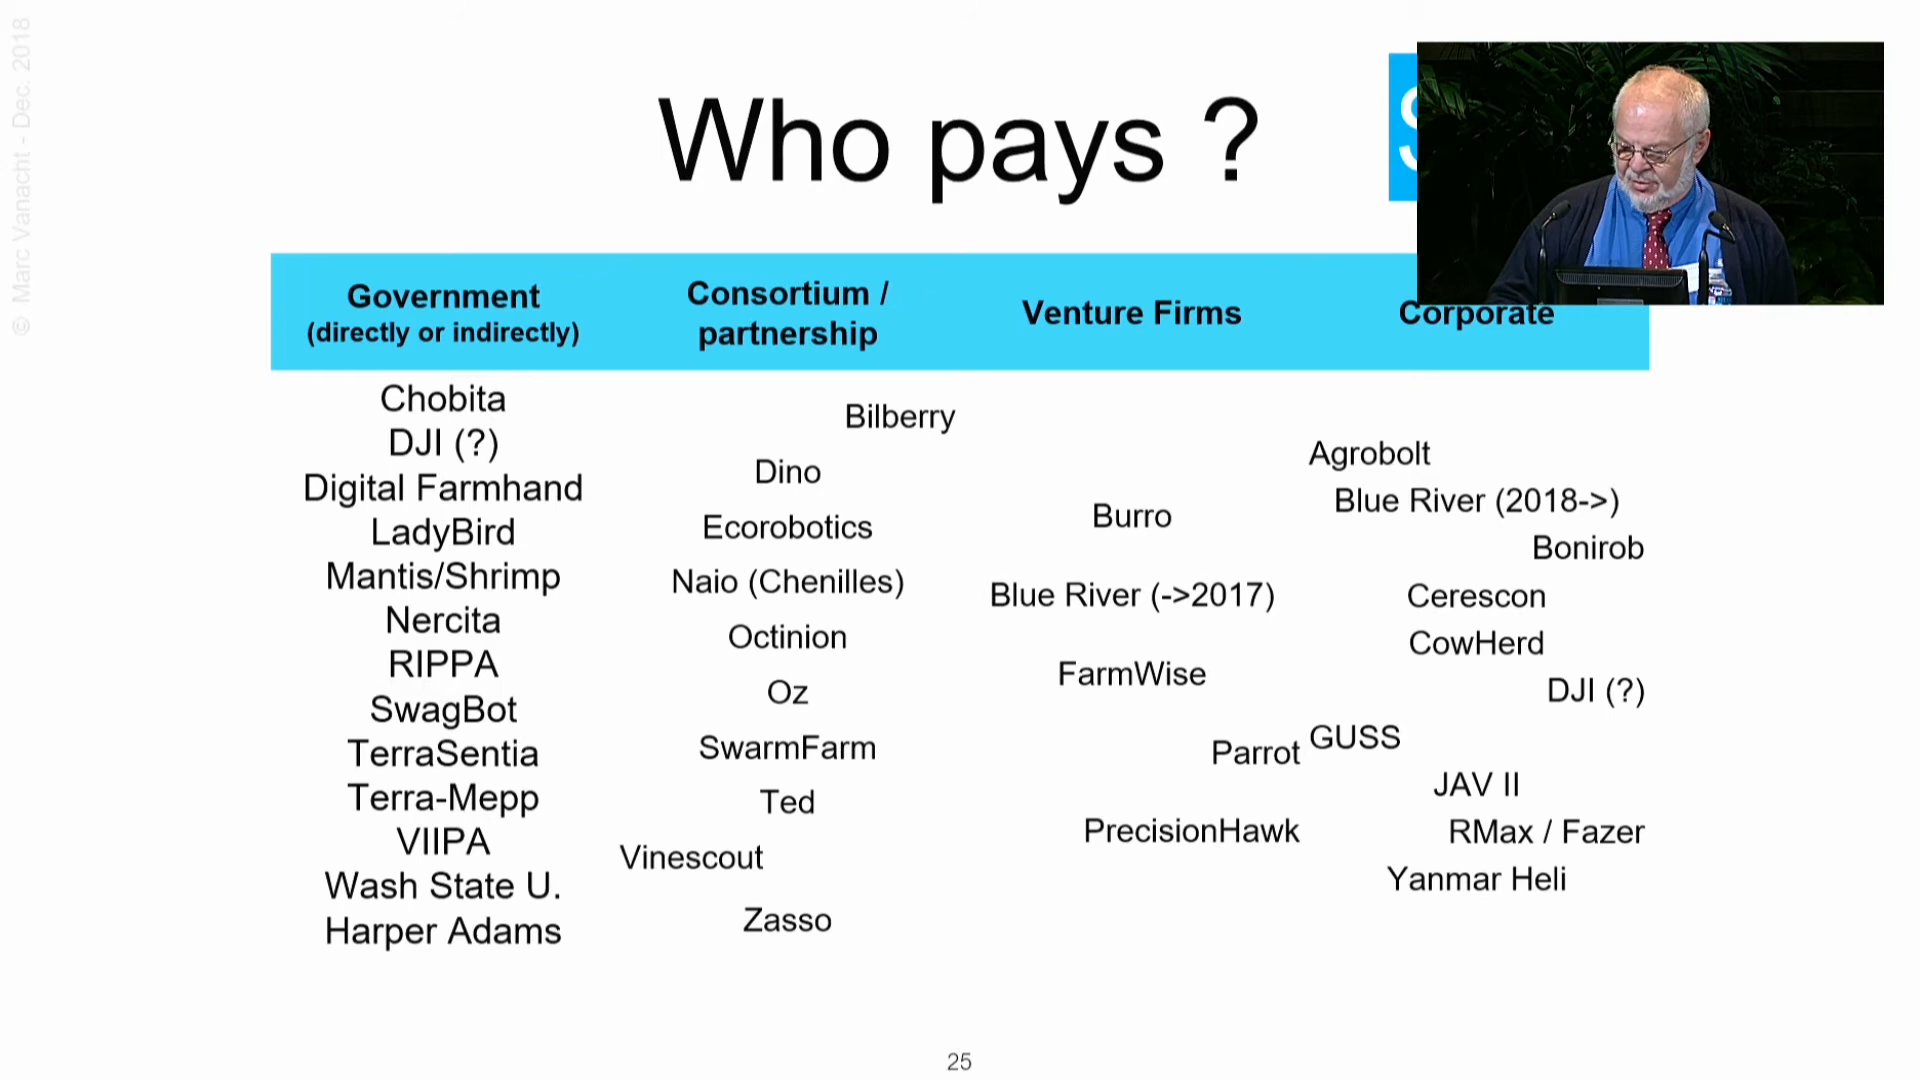 © Marc Vanacht - Dec. 2018
Who pays ?
Government
(directly or indirectly)
Consortium /
partnership
Venture Firms
Corporate
Chobita
DJI (?)
Digital Farmhand
LadyBird
Mantis/Shrimp
Nercita
RIPPA
SwagBot
TerraSentia
Terra-Mepp
VIIPA
Wash State U.
Harper Adams
Bilberry
Dino
Ecorobotics
Naio (Chenilles)
Octinion
Oz
SwarmFarm
Ted
Vinescout
Zasso
Burro
Blue River (->2017)
FarmWise
Parrot
PrecisionHawk
Agrobolt
Blue River (2018->)
Bonirob
Cerescon
CowHerd
DJI (?)
GUSS
JAV II
RMax / Fazer
Yanmar Heli
25